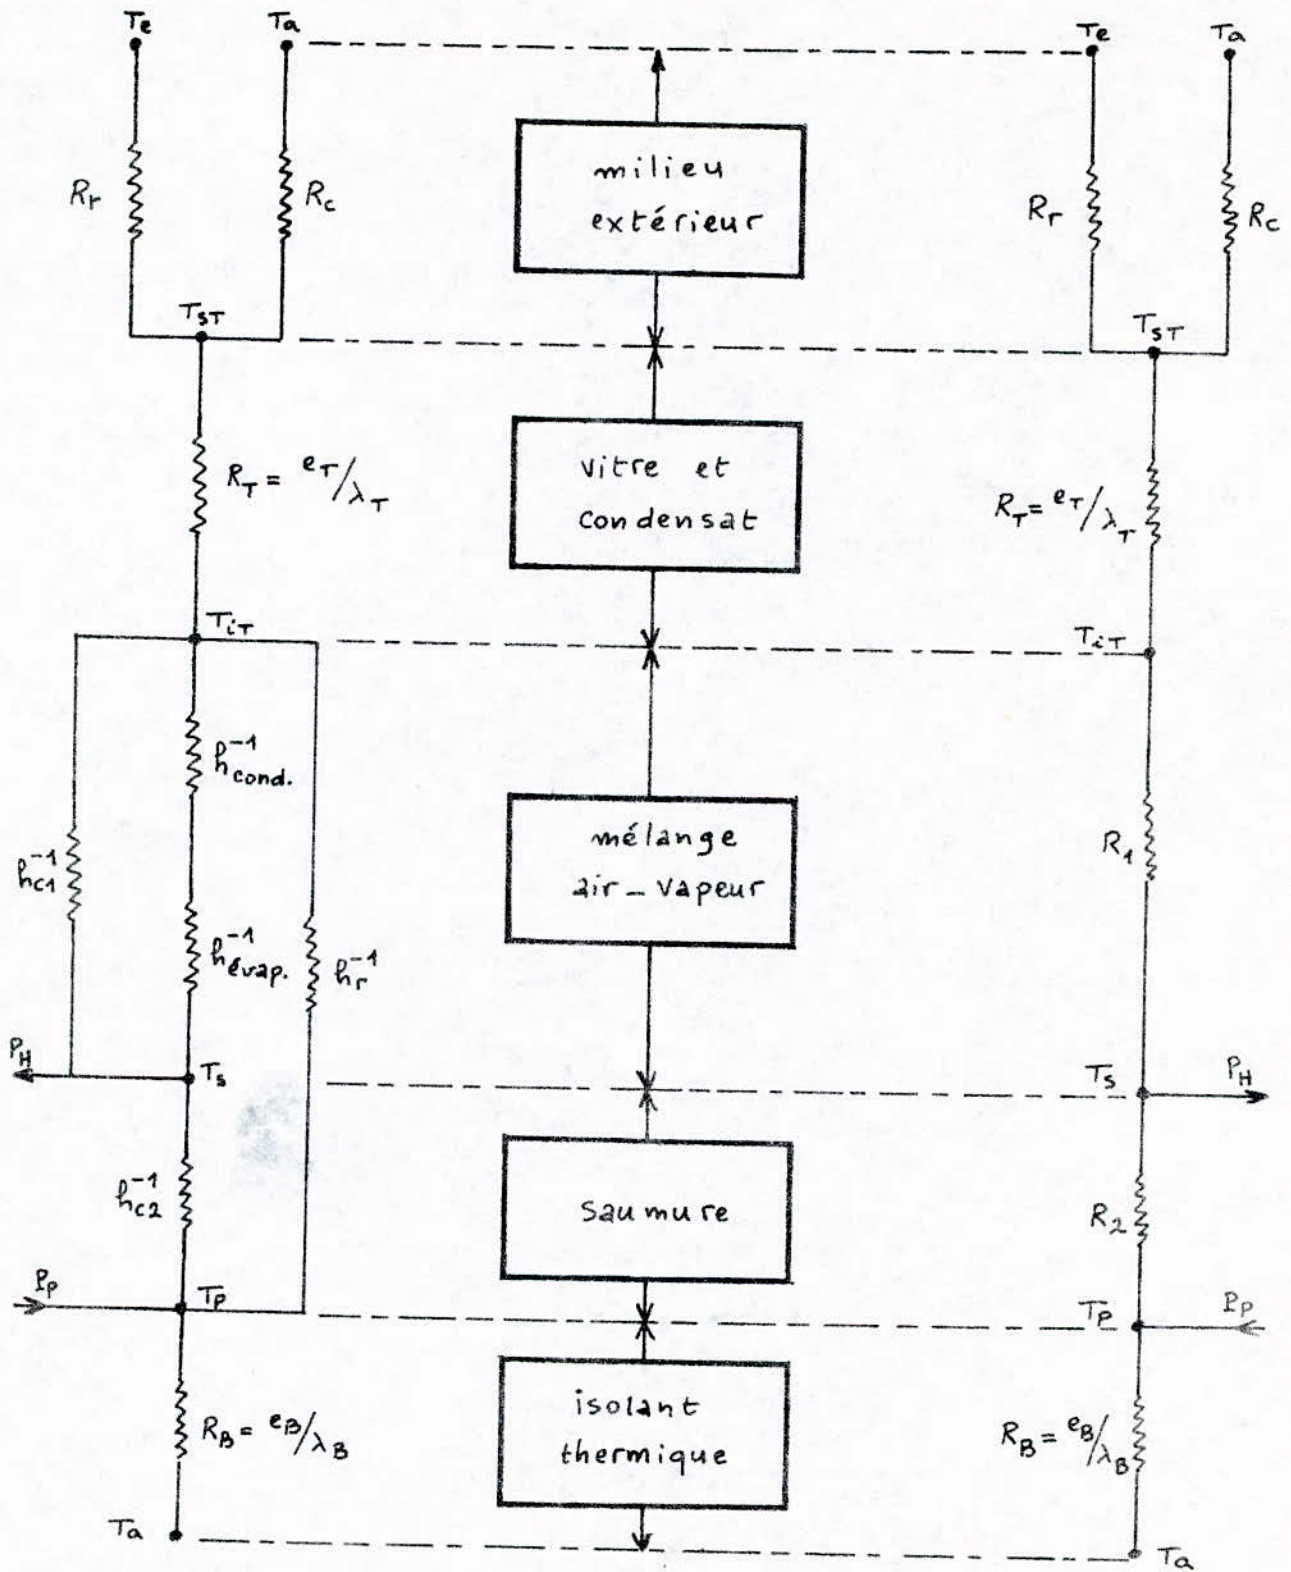 Te Ta Te Ta
milieu
extérieur
Rr Rc Rr Rc
TsT TsT
vitre et
condensat
RT = eT/λT RT = eT/λT
TiT TiT
h⁻¹cond.
mélange
air-vapeur
R1
h⁻¹c1
h⁻¹évap. h⁻¹r
PH Ts Ts PH
h⁻¹c2
Saumure
R2
Pp Tp Tp Pp
isolant
thermique
RB = eB/λB RB = eB/λB
Ta Ta